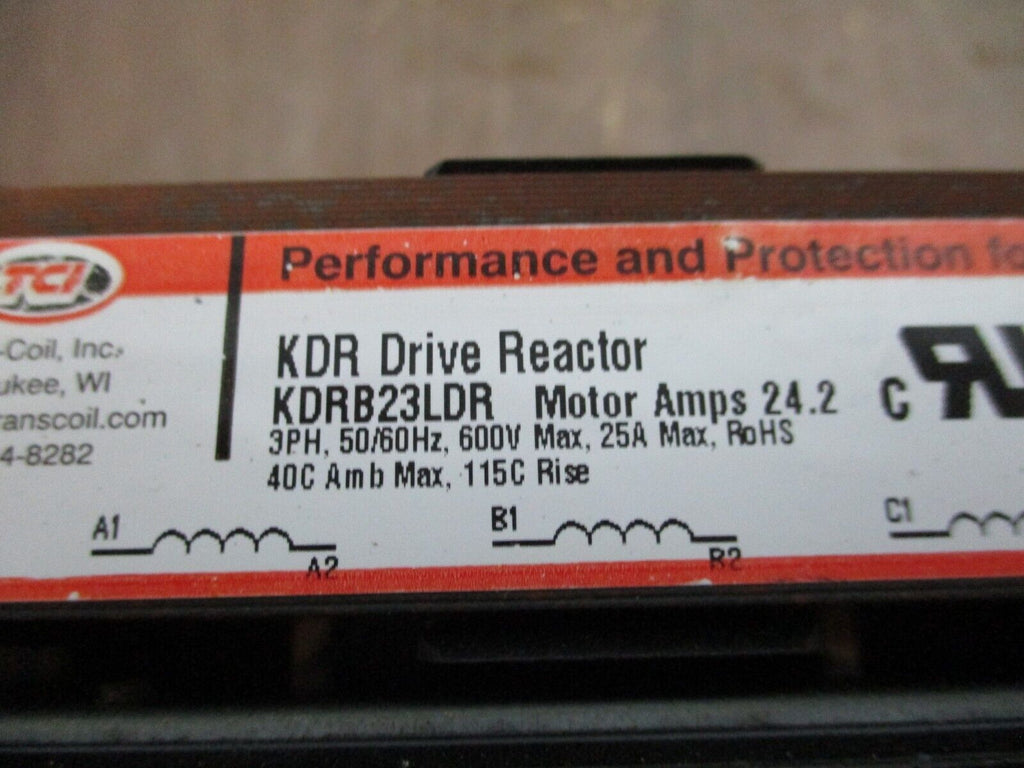 TCI
Performance and Protection fo
-Coil, Inc.
ukee, WI
ranscoil.com
4-8282
KDR Drive Reactor
KDRB23LDR Motor Amps 24.2
3PH, 50/60Hz, 600V Max, 25A Max, RoHS
40C Amb Max, 115C Rise
C
A1
A2
B1
B2
C1